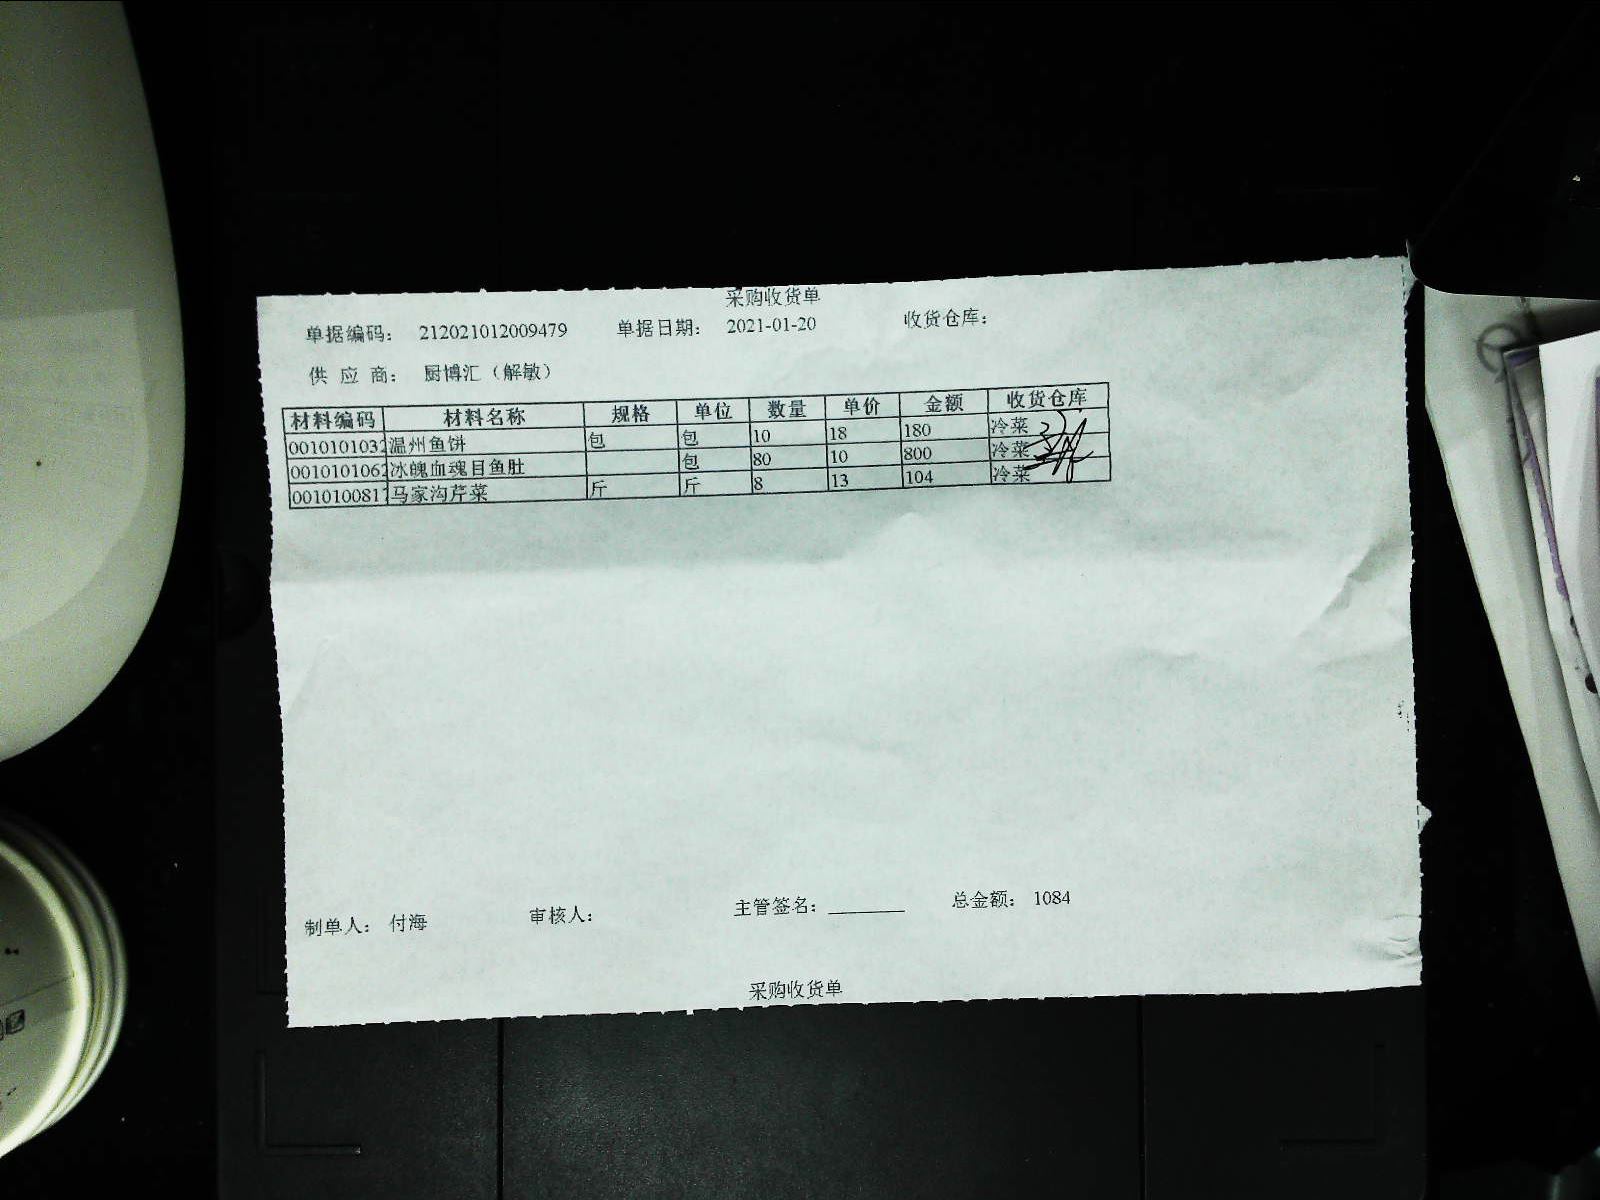 采购收货单
单据编码： 212021012009479 单据日期： 2021-01-20 收货仓库：
供 应 商： 厨博汇（解敏）
材料编码 材料名称 规格 单位 数量 单价 金额 收货仓库
0010101032 温州鱼饼 包 包 10 18 180 冷菜
0010101062 冰魄血魂目鱼肚 包 80 10 800 冷菜
0010100817 马家沟芹菜 斤 斤 8 13 104 冷菜
制单人： 付海 审核人： 主管签名：________ 总金额： 1084
采购收货单